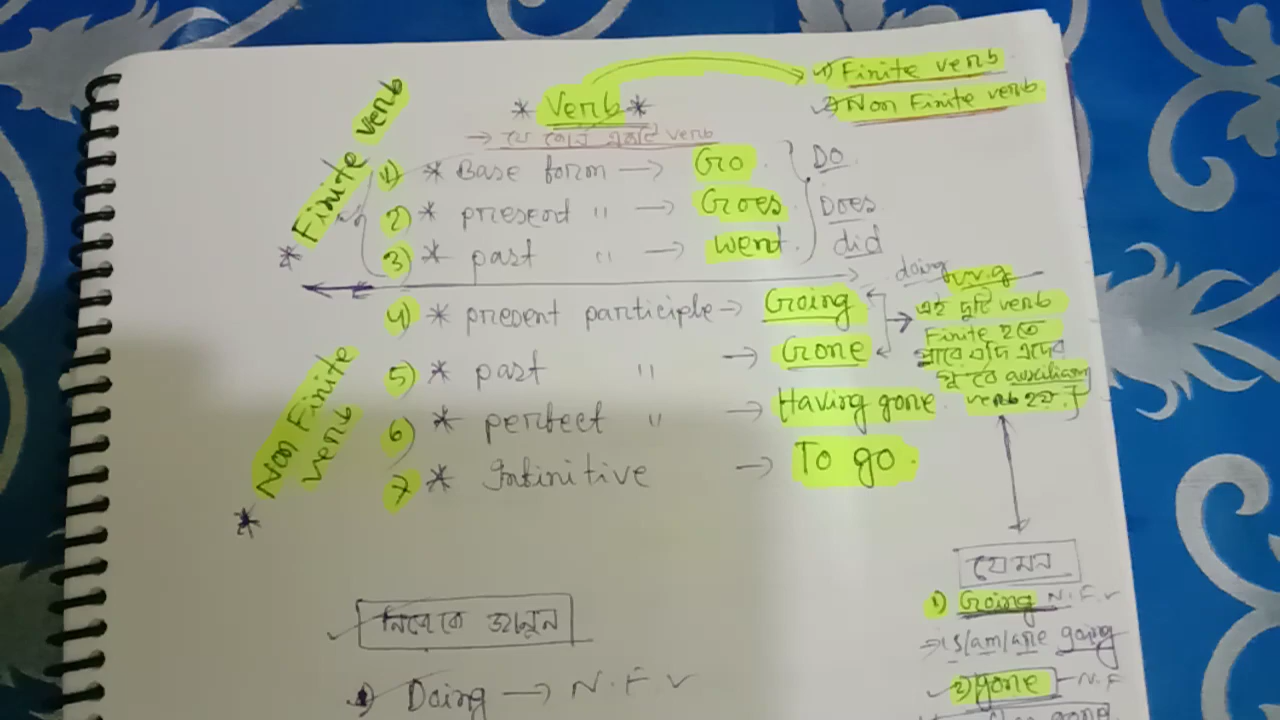 * Verb *
1) Finite verb
2) Non Finite verb
→ যে কোন একটি verb
* Finite verb
1) * Base form → Go } Do
2) * presend " → Goes } Does
3) * past " → went } did
doing
* Non Finite verb
4) * present participle → Going
5) * past " → Gone
6) * perfect " → Having gone
7 * Infinitive → To go.
এই দুটি verb
Finite হতে
পারে যদি এদের
auxiliary
verb হয়।
যেমন
1) Going N.F.V
→ is/am/are going
2) gone - N.F
নিজেকে জানুন
1) Doing → N.F.V